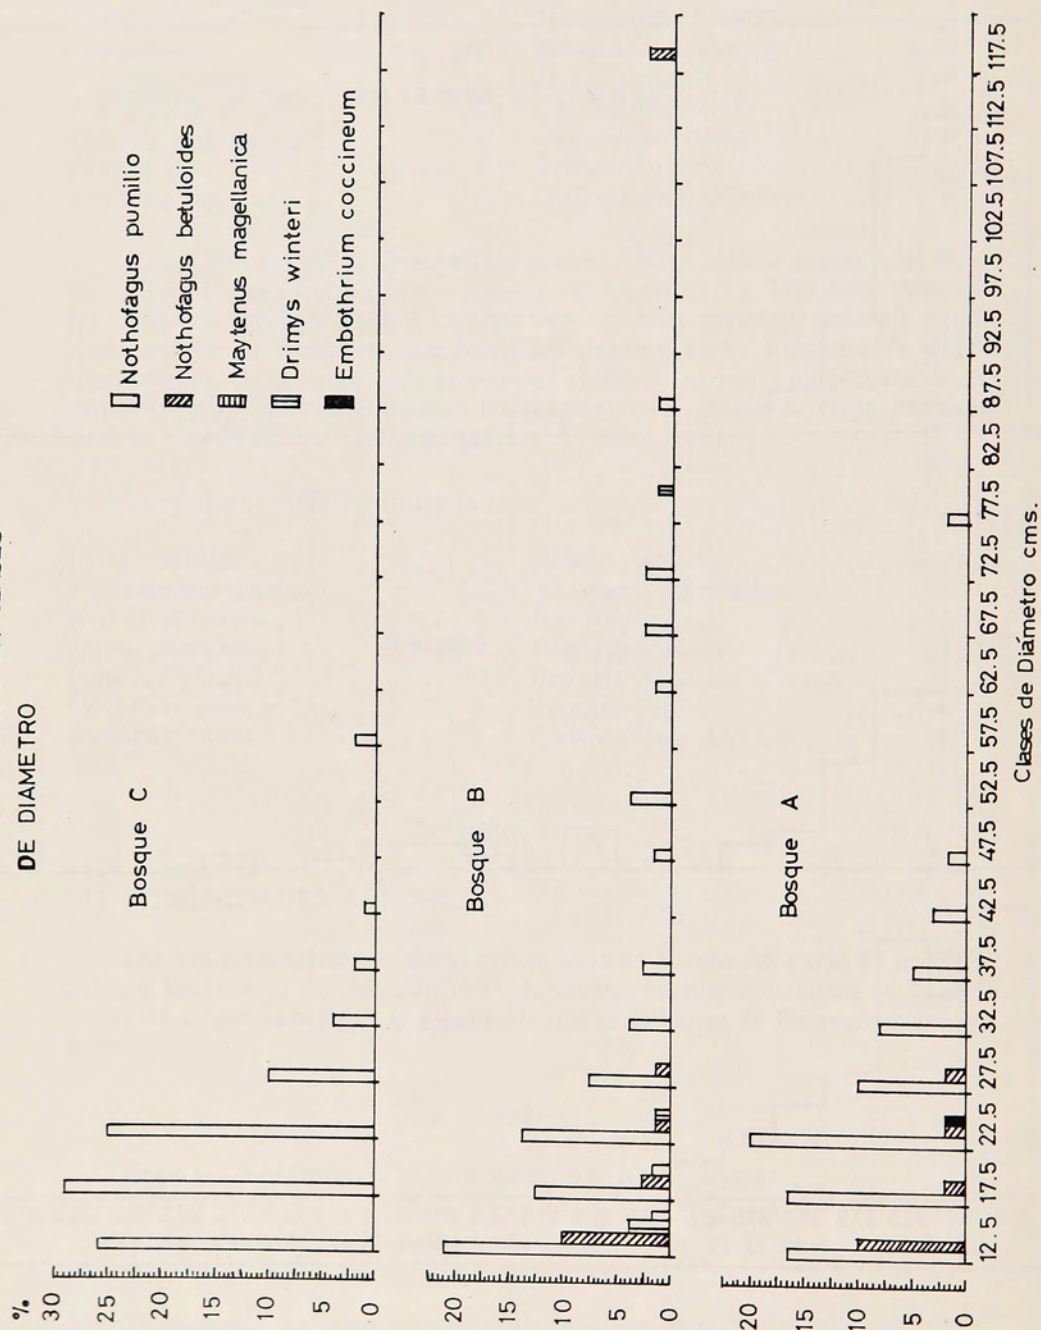 DE DIAMETRO
%
Bosque C
30
25
20
15
10
5
0
Nothofagus pumilio
Nothofagus betuloides
Maytenus magellanica
Drimys winteri
Embothrium coccineum
Bosque B
20
15
10
5
0
Bosque A
20
15
10
5
0
12.5 17.5 22.5 27.5 32.5 37.5 42.5 47.5 52.5 57.5 62.5 67.5 72.5 77.5 82.5 87.5 92.5 97.5 102.5 107.5 112.5 117.5
Clases de Diámetro cms.